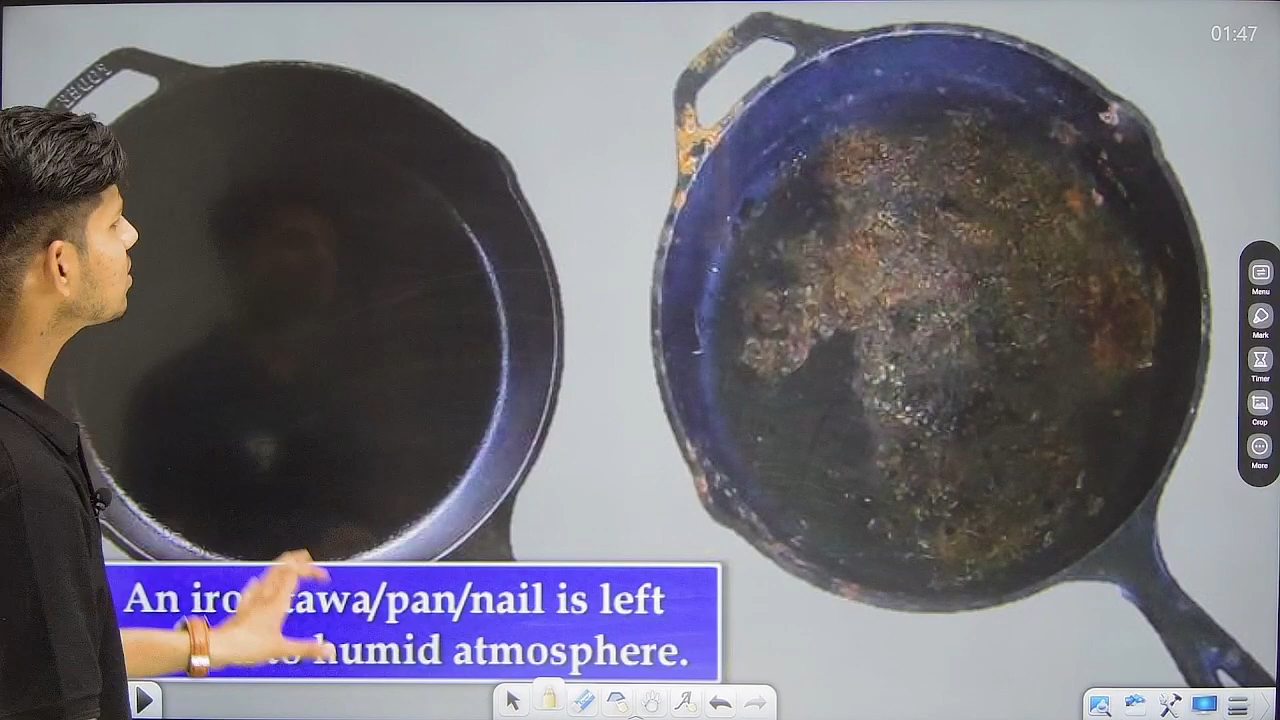 01:47
Menu
Mark
Timer
Crop
More
An tawa/pan/nail is left
humid atmosphere.